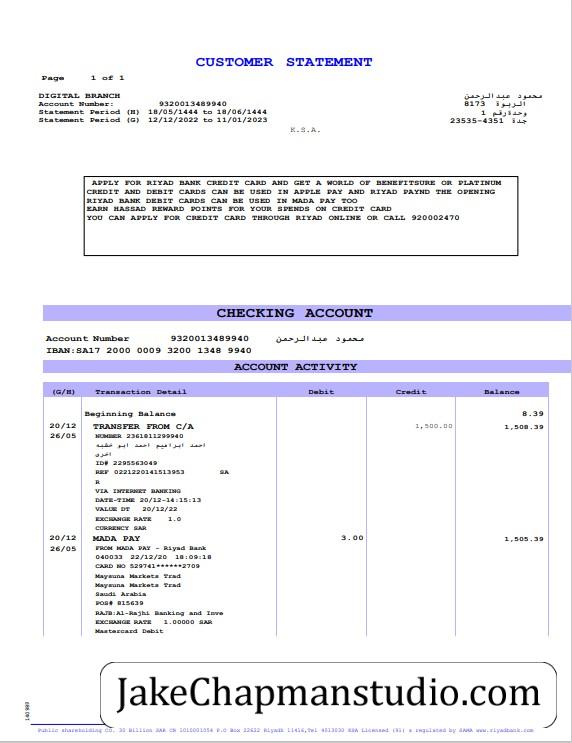 CUSTOMER STATEMENT
Page 1 of 1
DIGITAL BRANCH
Account Number: 9320013489940
Statement Period (H) 18/05/1444 to 18/06/1444
Statement Period (G) 12/12/2022 to 11/01/2023
محمود عبدالرحمن
الربوة 8173
وحدةرقم 1
جدة 4351-23535
K.S.A.
APPLY FOR RIYAD BANK CREDIT CARD AND GET A WORLD OF BENEFITSURE OR PLATINUM
CREDIT AND DEBIT CARDS CAN BE USED IN APPLE PAY AND RIYAD PAYND THE OPENING
RIYAD BANK DEBIT CARDS CAN BE USED IN MADA PAY TOO
EARN HASSAD REWARD POINTS FOR YOUR SPENDS ON CREDIT CARD
YOU CAN APPLY FOR CREDIT CARD THROUGH RIYAD ONLINE OR CALL 920002470
CHECKING ACCOUNT
Account Number 9320013489940 محمود عبدالرحمن
IBAN:SA17 2000 0009 3200 1348 9940
ACCOUNT ACTIVITY
(G/H) Transaction Detail Debit Credit Balance
Beginning Balance 8.39
20/12 TRANSFER FROM C/A 1,500.00 1,508.39
26/05 NUMBER 2361811299940
احمد ابراهيم احمد ابو خشبه
اخرى
ID# 2295563049
REF 0221220141513953 SA
R
VIA INTERNET BANKING
DATE-TIME 20/12-14:15:13
VALUE DT 20/12/22
EXCHANGE RATE 1.0
CURRENCY SAR
20/12 MADA PAY 3.00 1,505.39
26/05 FROM MADA PAY - Riyad Bank
040033 22/12/20 18:09:18
CARD NO 529741******2709
Maysuna Markets Trad
Maysuna Markets Trad
Saudi Arabia
POS# 815639
RAJB:Al-Rajhi Banking and Inve
EXCHANGE RATE 1.00000 SAR
Mastercard Debit
JakeChapmanstudio.com
Public shareholding CO. 30 Billion SAR CR 1010001054 P.O Box 22622 Riyadh 11416,Tel 4013030 KSA Licensed (91) & regulated by SAMA www.riyadbank.com